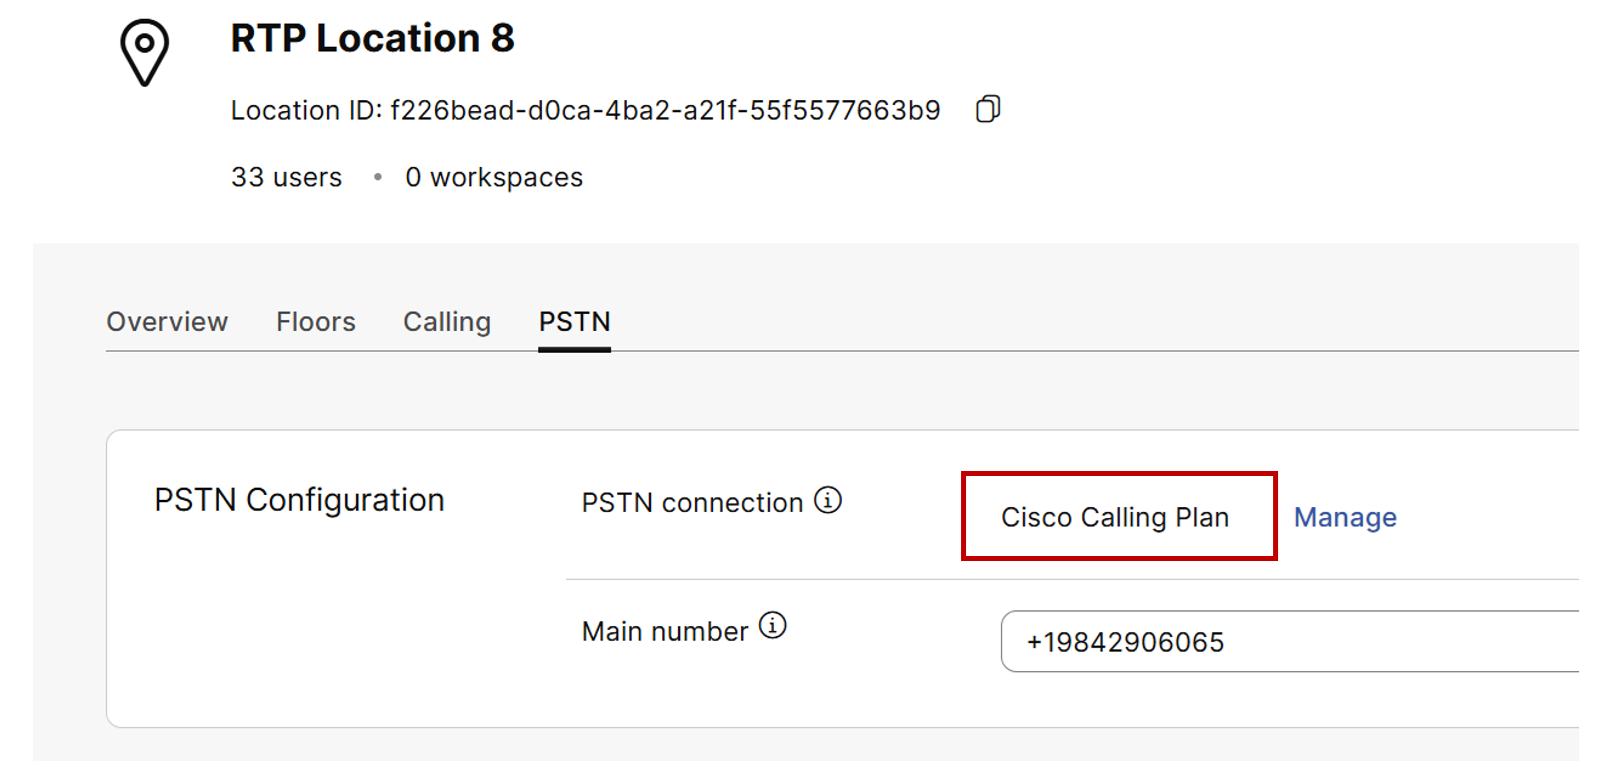 RTP Location 8
Location ID: f226bead-d0ca-4ba2-a21f-55f5577663b9
33 users • 0 workspaces
Overview Floors Calling PSTN
PSTN Configuration
PSTN connection
Cisco Calling Plan Manage
Main number
+19842906065